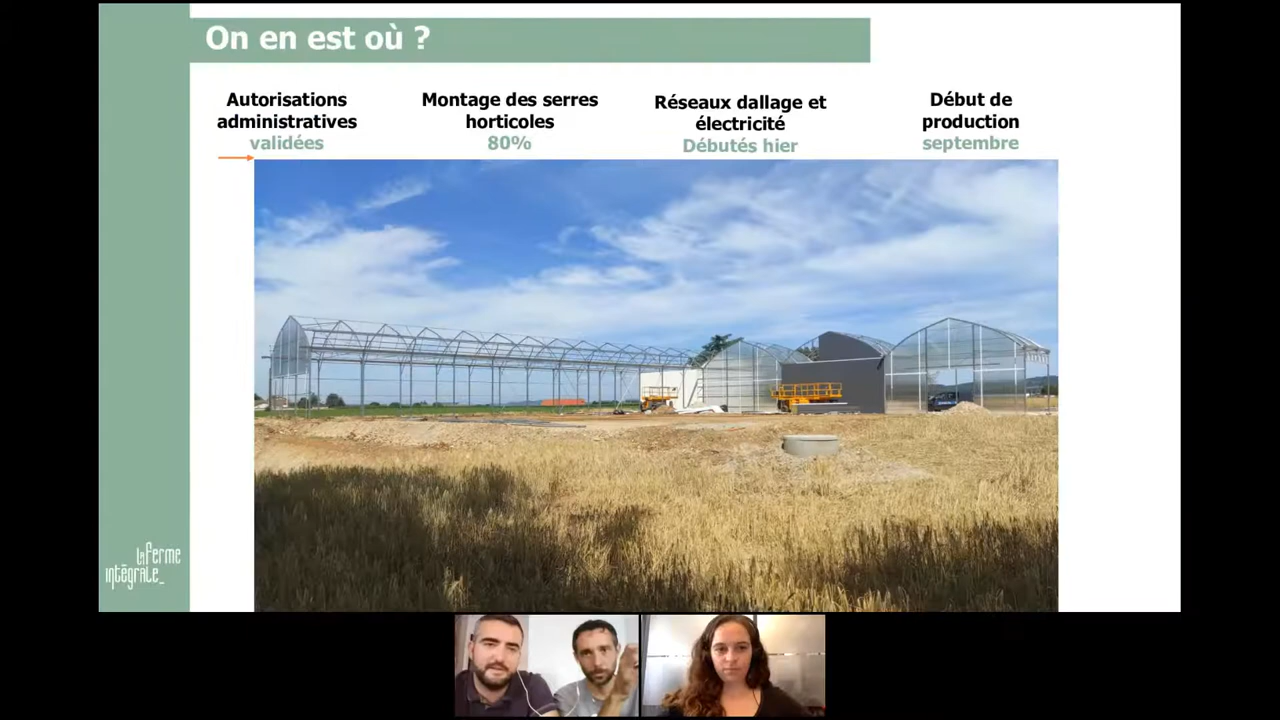 On en est où ?
Autorisations
administratives
validées
Montage des serres
horticoles
80%
Réseaux dallage et
électricité
Débutés hier
Début de
production
septembre
la ferme
intégrale_